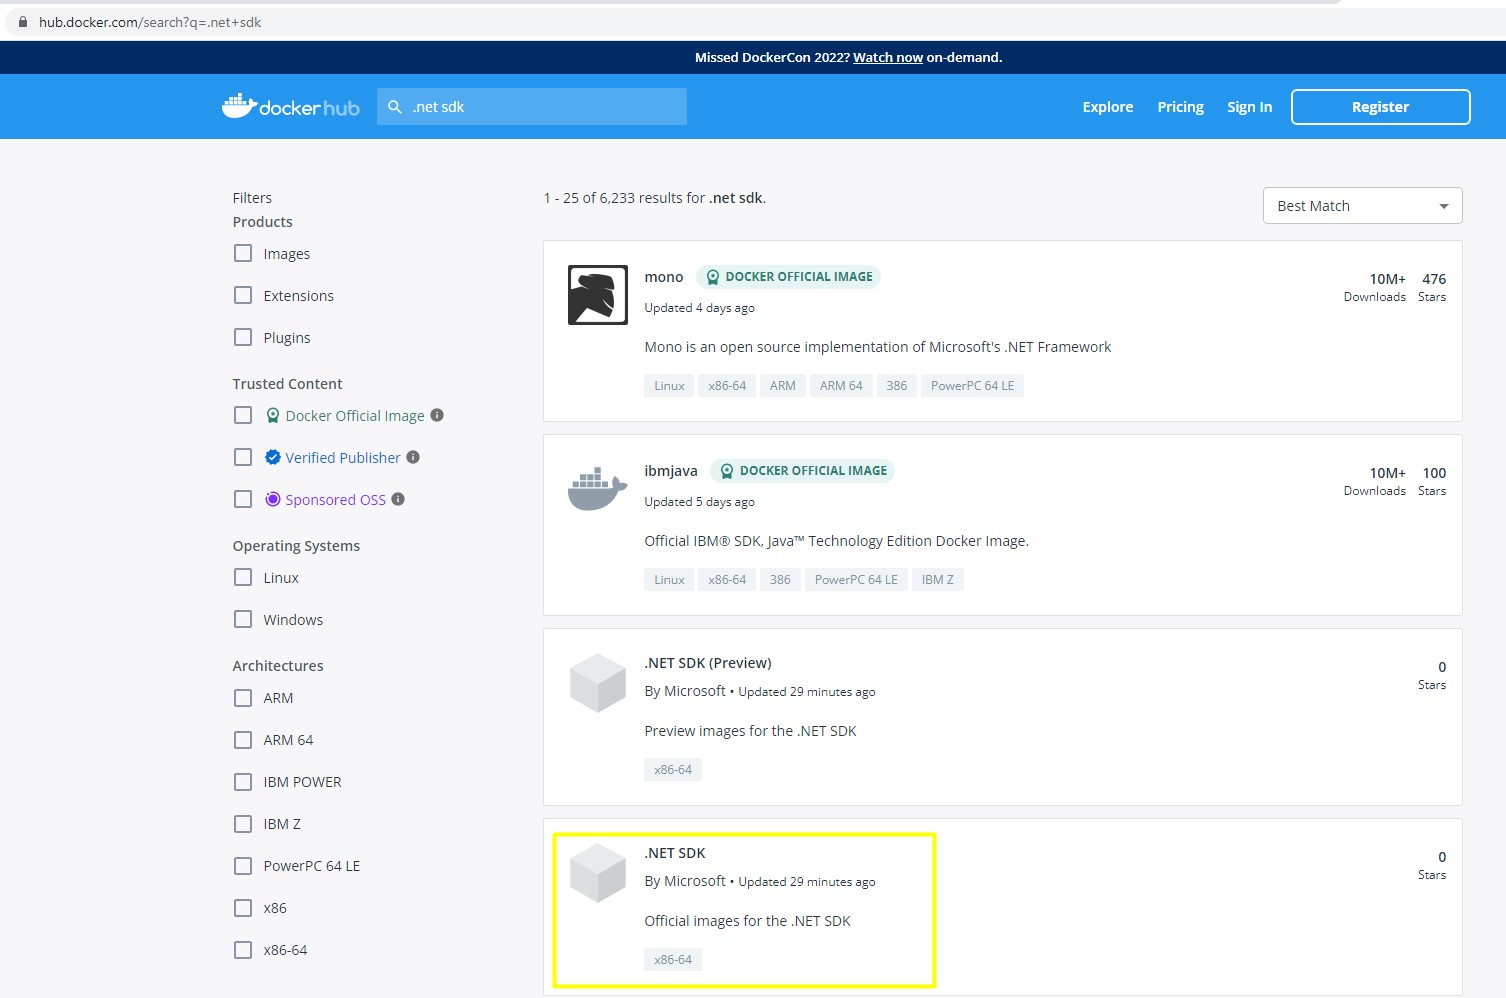 hub.docker.com/search?q=.net+sdk
Missed DockerCon 2022? Watch now on-demand.
docker hub
.net sdk
Explore
Pricing
Sign In
Register
Filters
Products
Images
Extensions
Plugins
Trusted Content
Docker Official Image
Verified Publisher
Sponsored OSS
Operating Systems
Linux
Windows
Architectures
ARM
ARM 64
IBM POWER
IBM Z
PowerPC 64 LE
x86
x86-64
1 - 25 of 6,233 results for .net sdk.
Best Match
mono DOCKER OFFICIAL IMAGE
Updated 4 days ago
Mono is an open source implementation of Microsoft's .NET Framework
Linux x86-64 ARM ARM 64 386 PowerPC 64 LE
10M+ 476
Downloads Stars
ibmjava DOCKER OFFICIAL IMAGE
Updated 5 days ago
Official IBM® SDK, Java™ Technology Edition Docker Image.
Linux x86-64 386 PowerPC 64 LE IBM Z
10M+ 100
Downloads Stars
.NET SDK (Preview)
By Microsoft • Updated 29 minutes ago
Preview images for the .NET SDK
x86-64
0
Stars
.NET SDK
By Microsoft • Updated 29 minutes ago
Official images for the .NET SDK
x86-64
0
Stars